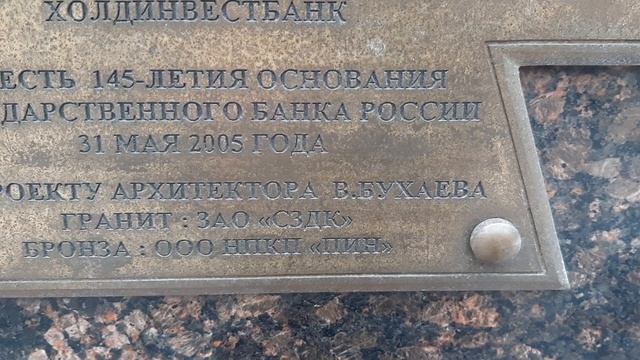 ХОЛДИНВЕСТБАНК
ЕСТЬ 145-ЛЕТИЯ ОСНОВАНИЯ
ДАРСТВЕННОГО БАНКА РОССИИ
31 МАЯ 2005 ГОДА
РОЕКТУ АРХИТЕКТОРА В.БУХАЕВА
ГРАНИТ : ЗАО «СЗДК»
БРОНЗА : ООО НПКП «ПИН»